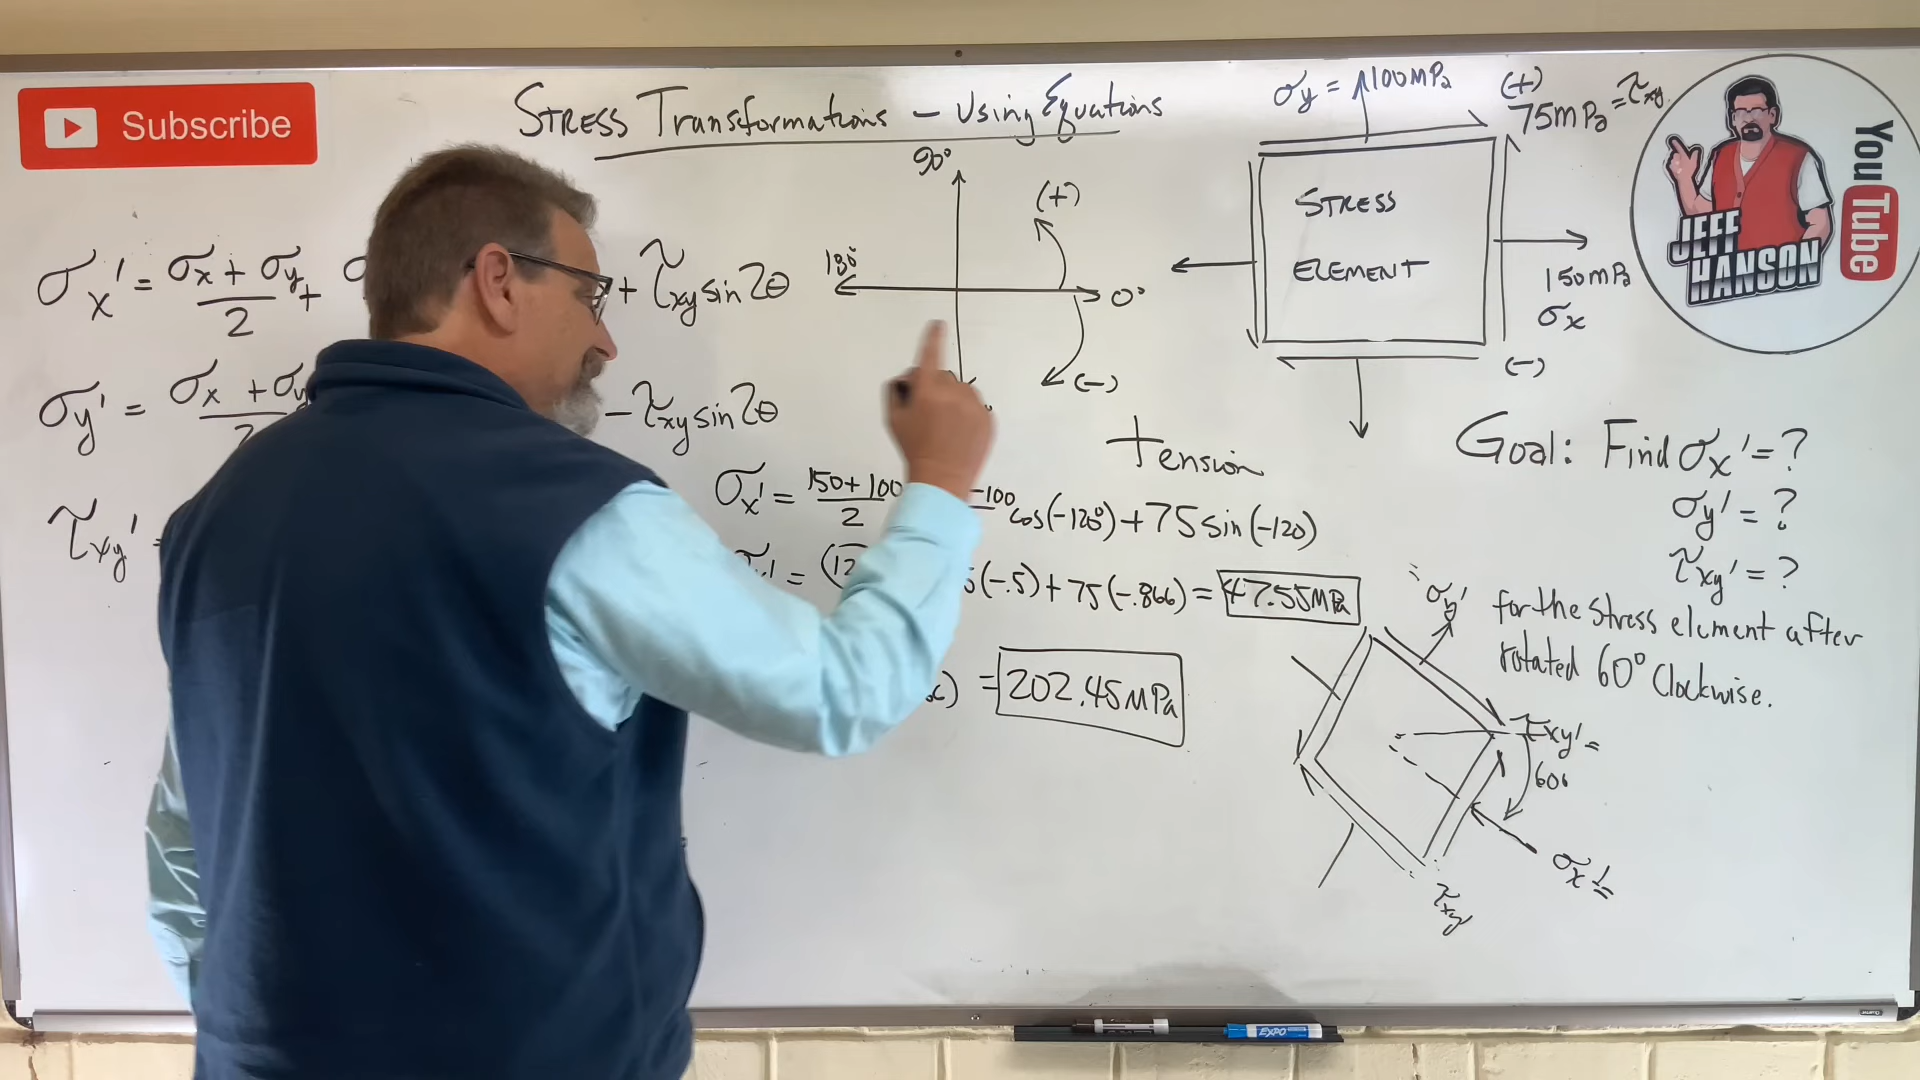 Subscribe
STRESS Transformations – Using Equations
σx' = σx + σy / 2 + σ + τxy sin 2θ
σy' = σx + σy / 2 – τxy sin 2θ
τxy' =
90°
180°
0°
(+)
(-)
σy = 100MPa
(+)
75MPa = τxy
STRESS
ELEMENT
150MPa
σx
(-)
YouTube
JEFF
HANSON
tension
σx' = 150+100 / 2 -100 cos(-120°) + 75 sin(-120)
(-.5) + 75(-.866) = 47.55MPa
= 202.45MPa
Goal: Find σx' = ?
σy' = ?
τxy' = ?
for the stress element after
rotated 60° Clockwise.
σy'
τxy' =
60°
σx' =
τxy
EXPO